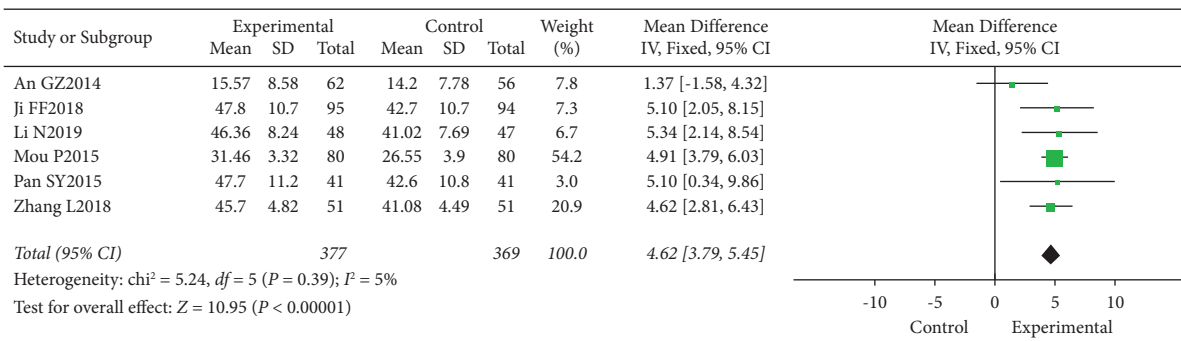 Study or Subgroup Experimental Control Weight (%) Mean Difference IV, Fixed, 95% CI Mean Difference IV, Fixed, 95% CI
Mean SD Total Mean SD Total
An GZ2014 15.57 8.58 62 14.2 7.78 56 7.8 1.37 [-1.58, 4.32]
Ji FF2018 47.8 10.7 95 42.7 10.7 94 7.3 5.10 [2.05, 8.15]
Li N2019 46.36 8.24 48 41.02 7.69 47 6.7 5.34 [2.14, 8.54]
Mou P2015 31.46 3.32 80 26.55 3.9 80 54.2 4.91 [3.79, 6.03]
Pan SY2015 47.7 11.2 41 42.6 10.8 41 3.0 5.10 [0.34, 9.86]
Zhang L2018 45.7 4.82 51 41.08 4.49 51 20.9 4.62 [2.81, 6.43]
Total (95% CI) 377 369 100.0 4.62 [3.79, 5.45]
Heterogeneity: chi² = 5.24, df = 5 (P = 0.39); I² = 5%
Test for overall effect: Z = 10.95 (P < 0.00001)
-10 -5 0 5 10
Control Experimental